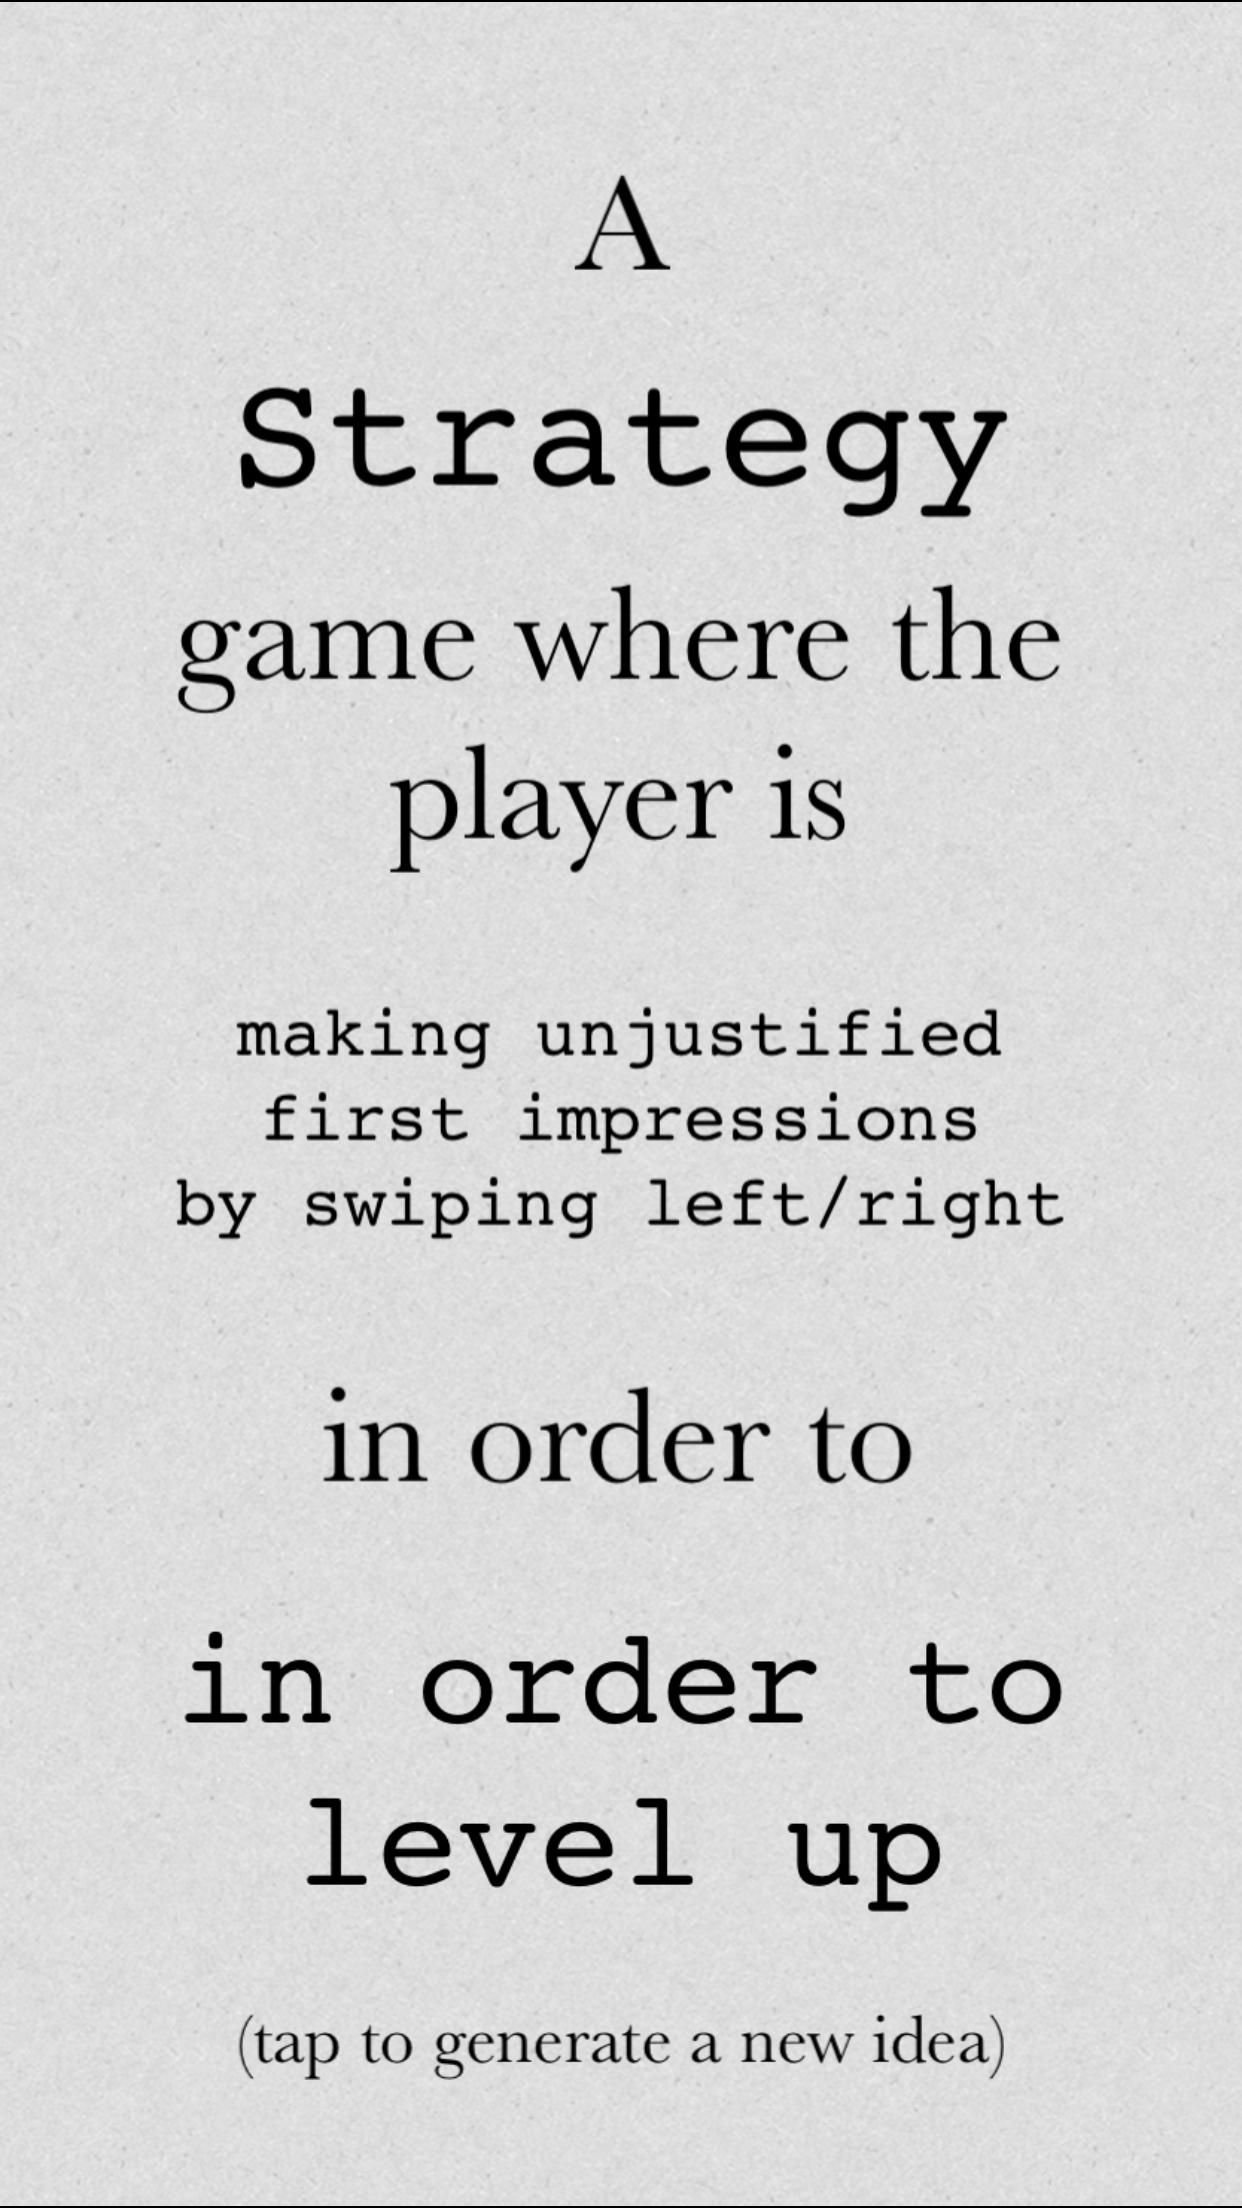 A
Strategy
game where the
player is
making unjustified
first impressions
by swiping left/right
in order to
in order to
level up
(tap to generate a new idea)